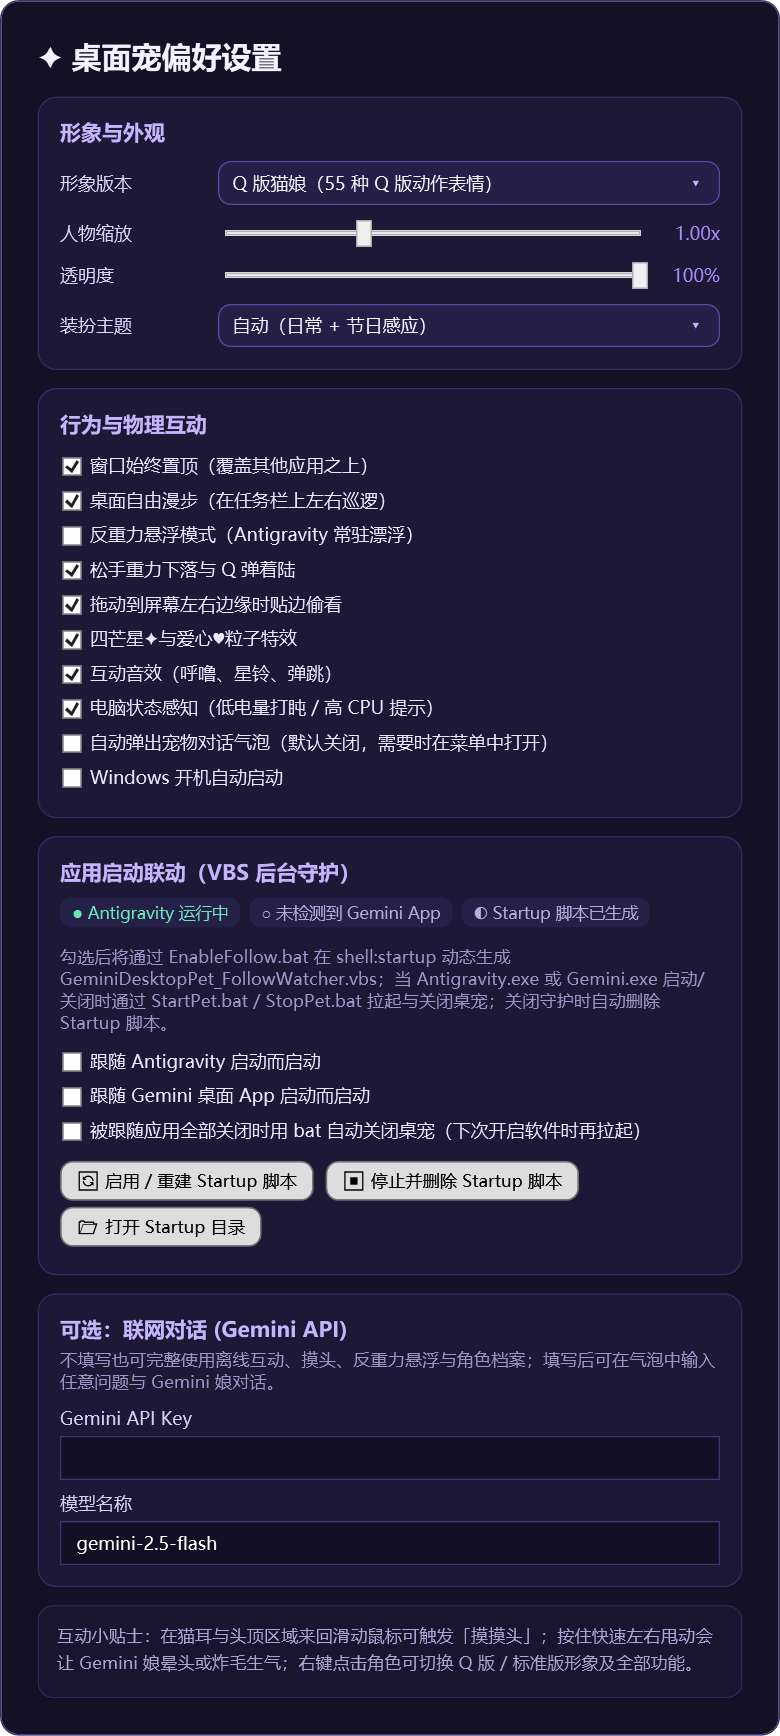 ✦ 桌面宠偏好设置
形象与外观
形象版本
Q 版猫娘（55 种 Q 版动作表情）
人物缩放
1.00x
透明度
100%
装扮主题
自动（日常 + 节日感应）
行为与物理互动
窗口始终置顶（覆盖其他应用之上）
桌面自由漫步（在任务栏上左右巡逻）
反重力悬浮模式（Antigravity 常驻漂浮）
松手重力下落与 Q 弹着陆
拖动到屏幕左右边缘时贴边偷看
四芒星✦与爱心♥粒子特效
互动音效（呼噜、星铃、弹跳）
电脑状态感知（低电量打盹 / 高 CPU 提示）
自动弹出宠物对话气泡（默认关闭，需要时在菜单中打开）
Windows 开机自动启动
应用启动联动（VBS 后台守护）
● Antigravity 运行中
○ 未检测到 Gemini App
◐ Startup 脚本已生成
勾选后将通过 EnableFollow.bat 在 shell:startup 动态生成
GeminiDesktopPet_FollowWatcher.vbs；当 Antigravity.exe 或 Gemini.exe 启动/
关闭时通过 StartPet.bat / StopPet.bat 拉起与关闭桌宠；关闭守护时自动删除
Startup 脚本。
跟随 Antigravity 启动而启动
跟随 Gemini 桌面 App 启动而启动
被跟随应用全部关闭时用 bat 自动关闭桌宠（下次开启软件时再拉起）
启用 / 重建 Startup 脚本
停止并删除 Startup 脚本
打开 Startup 目录
可选：联网对话 (Gemini API)
不填写也可完整使用离线互动、摸头、反重力悬浮与角色档案；填写后可在气泡中输入
任意问题与 Gemini 娘对话。
Gemini API Key
模型名称
gemini-2.5-flash
互动小贴士：在猫耳与头顶区域来回滑动鼠标可触发「摸摸头」；按住快速左右甩动会
让 Gemini 娘晕头或炸毛生气；右键点击角色可切换 Q 版 / 标准版形象及全部功能。